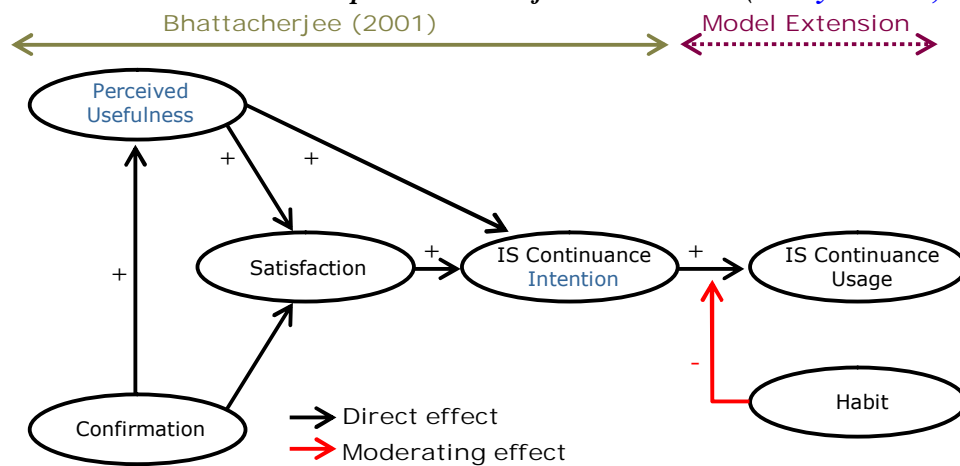 Bhattacherjee (2001)
Model Extension
Perceived
Usefulness
+
+
+
Satisfaction
+
IS Continuance
Intention
+
IS Continuance
Usage
-
Habit
Confirmation
Direct effect
Moderating effect